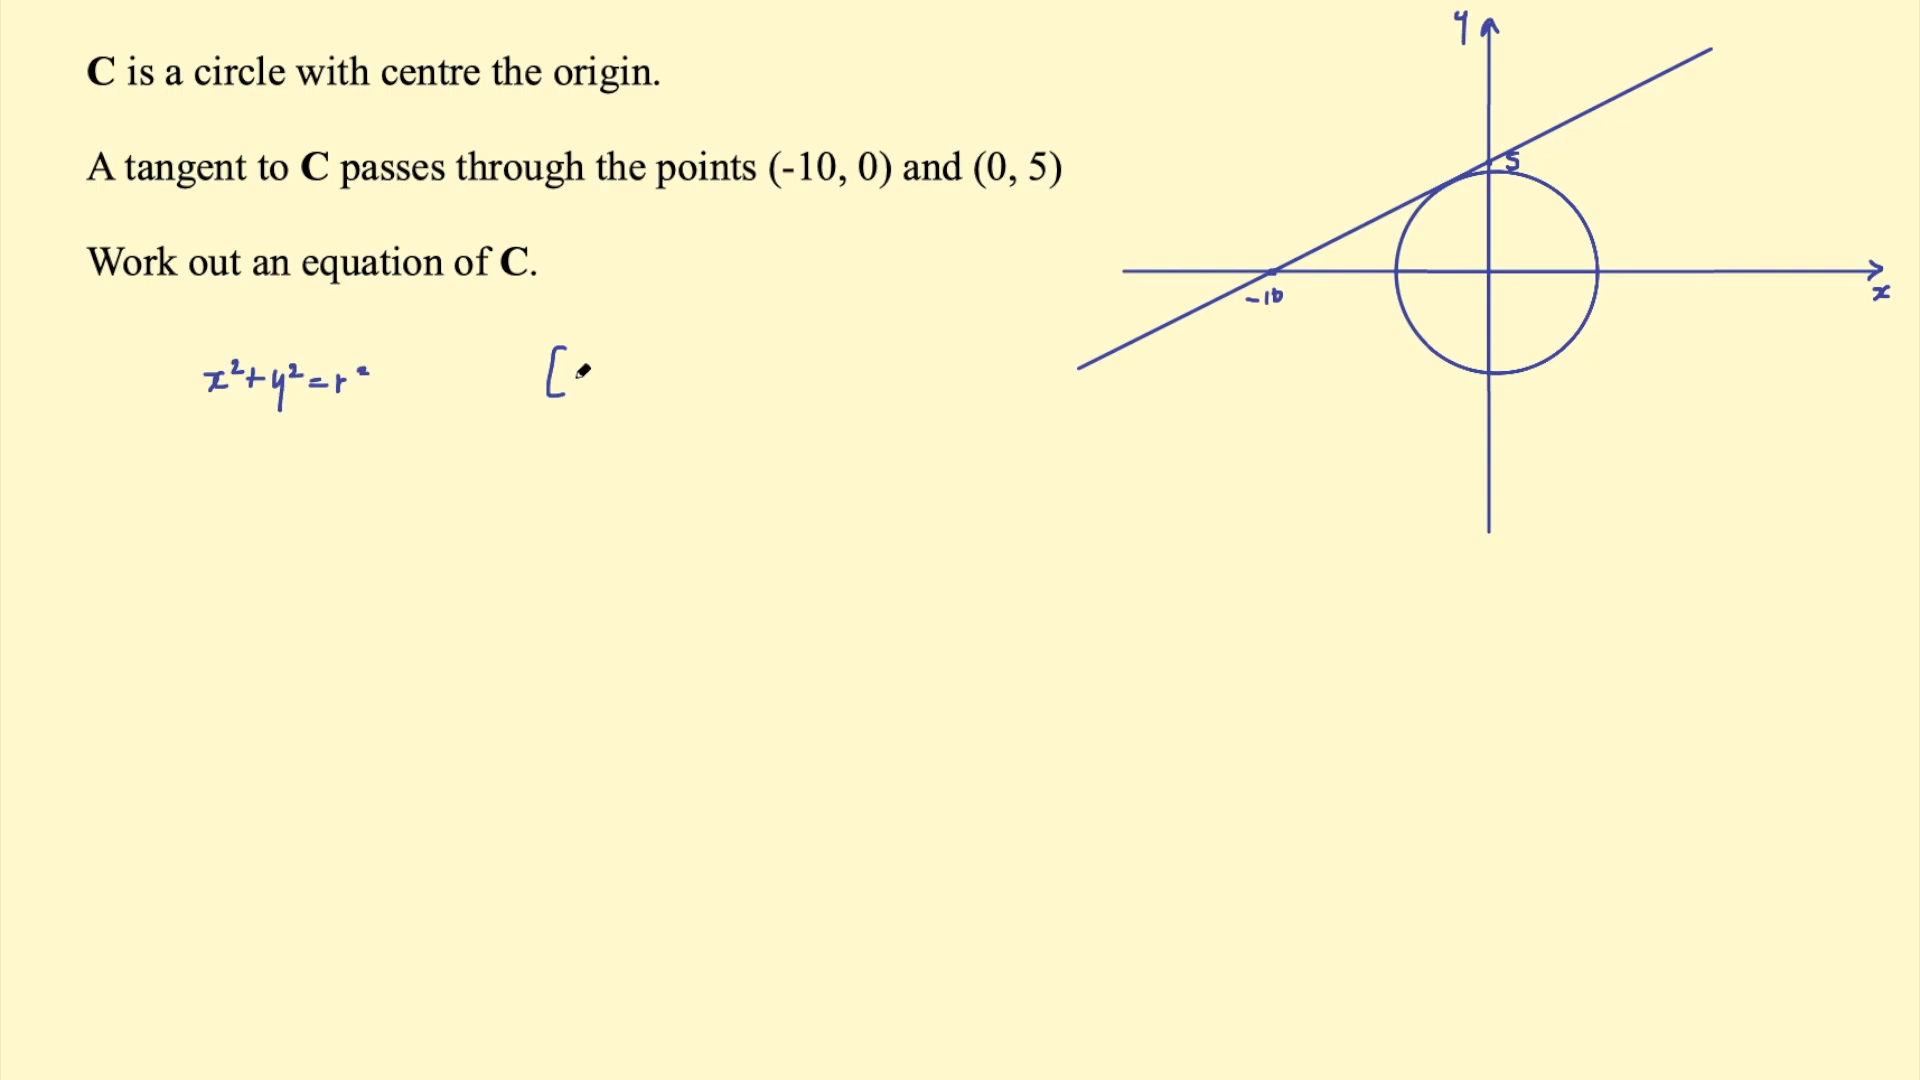 C is a circle with centre the origin.
A tangent to C passes through the points (-10, 0) and (0, 5)
Work out an equation of C.
x²+y²=r²
[
y
5
-10
x